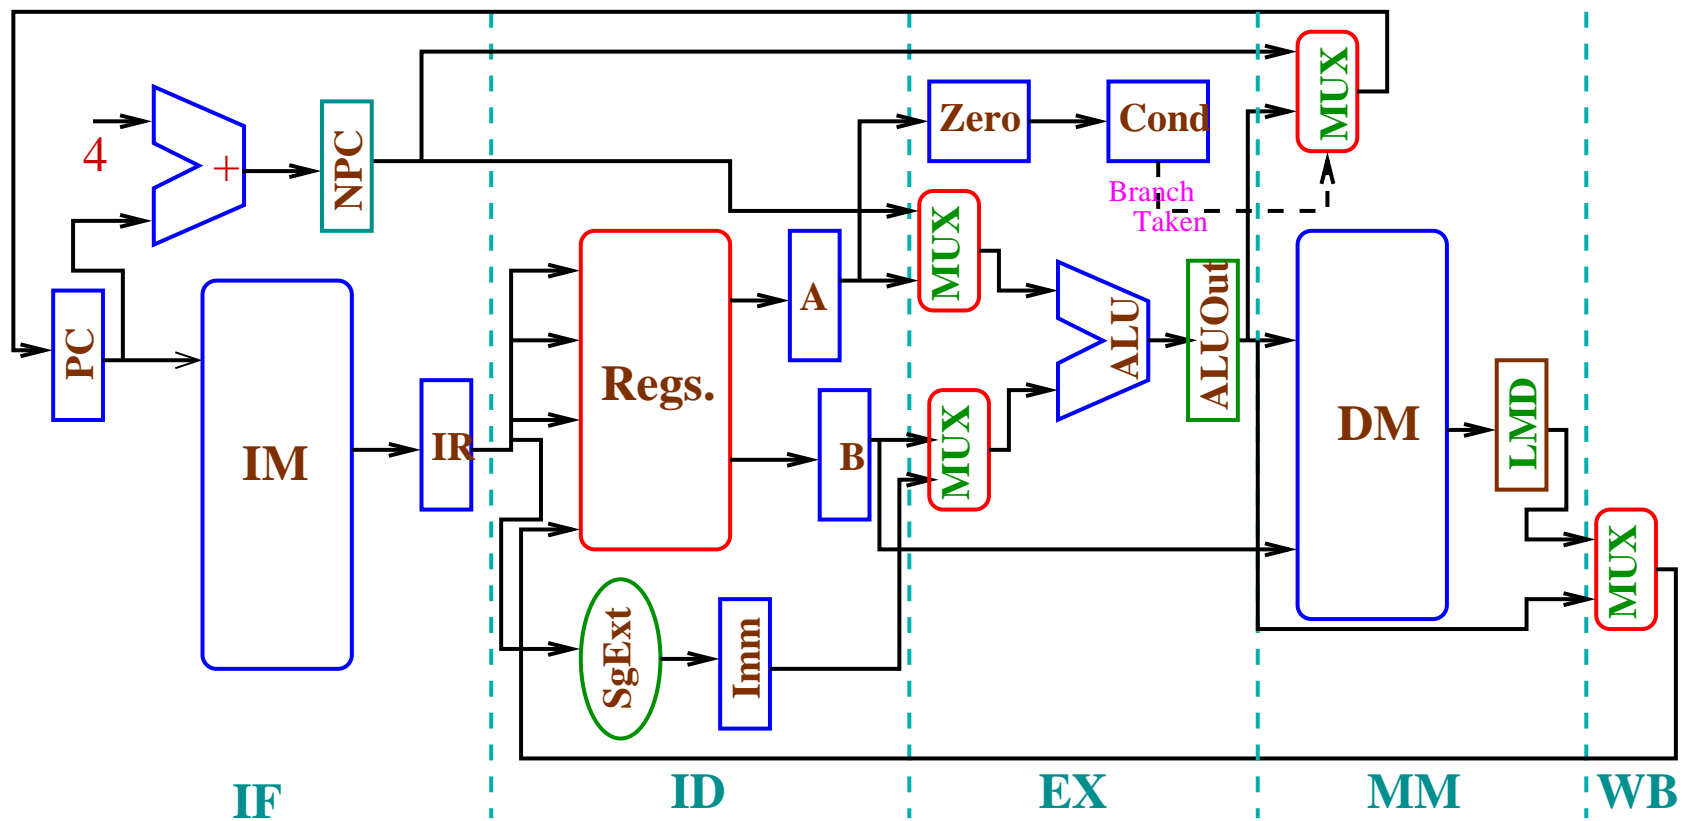 4
+
NPC
PC
IM
IR
Regs.
SgExt
Imm
A
B
Zero
Cond
Branch
Taken
MUX
MUX
MUX
ALU
ALUOut
DM
LMD
MUX
IF
ID
EX
MM
WB